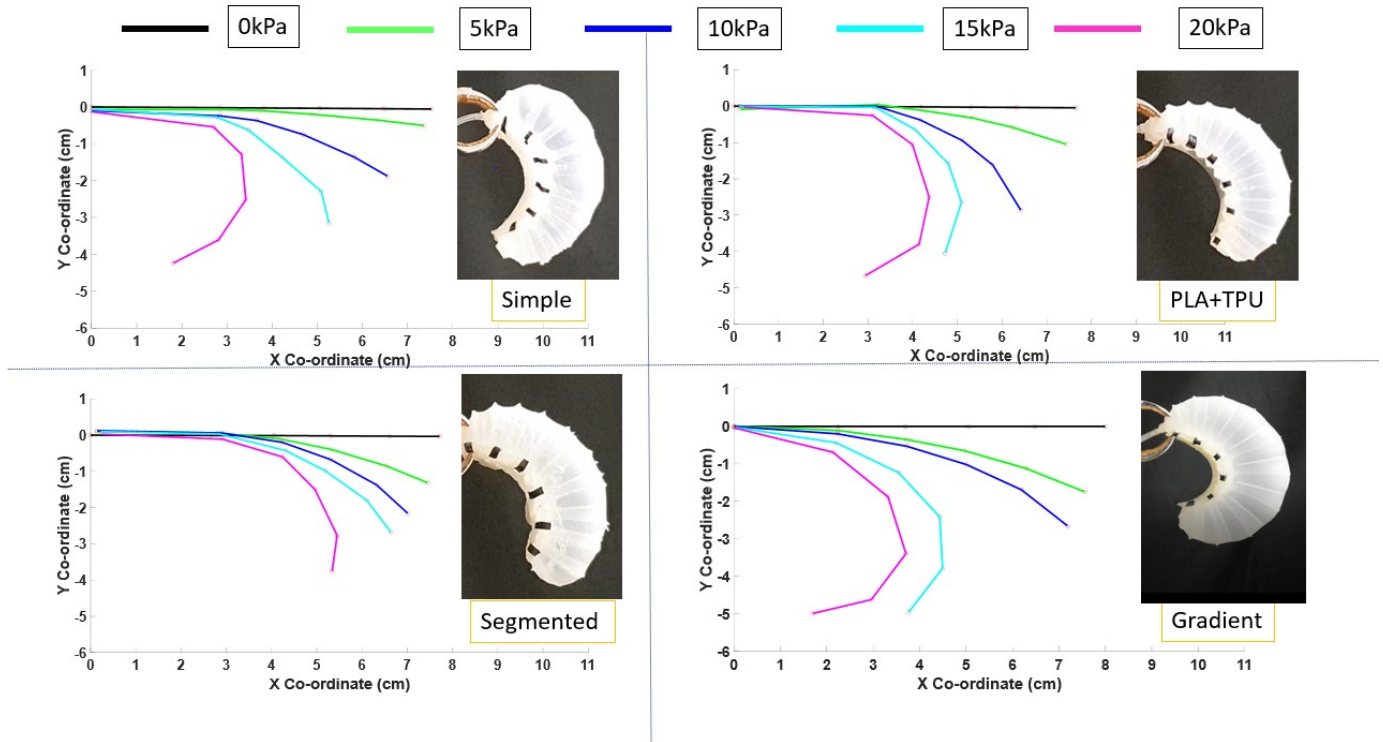 0kPa
5kPa
10kPa
15kPa
20kPa
1
0
-1
-2
-3
-4
-5
-6
Y Co-ordinate (cm)
0 1 2 3 4 5 6 7 8 9 10 11
X Co-ordinate (cm)
Simple
1
0
-1
-2
-3
-4
-5
-6
Y Co-ordinate (cm)
0 1 2 3 4 5 6 7 8 9 10 11
X Co-ordinate (cm)
PLA+TPU
1
0
-1
-2
-3
-4
-5
-6
Y Co-ordinate (cm)
0 1 2 3 4 5 6 7 8 9 10 11
X Co-ordinate (cm)
Segmented
1
0
-1
-2
-3
-4
-5
-6
Y Co-ordinate (cm)
0 1 2 3 4 5 6 7 8 9 10 11
X Co-ordinate (cm)
Gradient